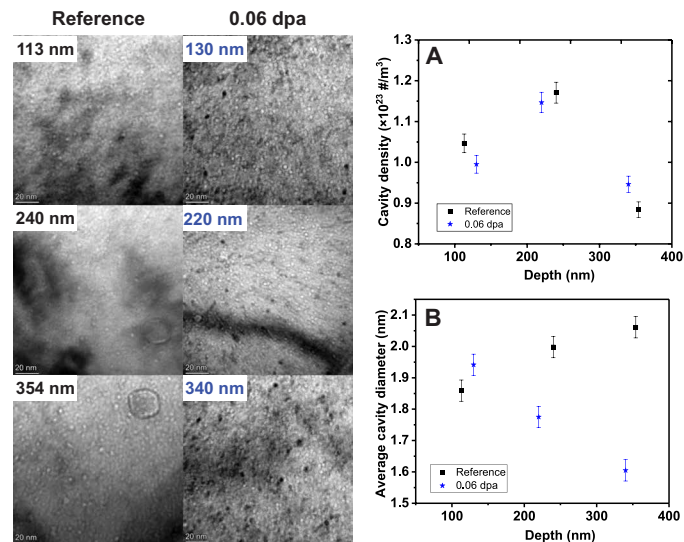 Reference 0.06 dpa
113 nm 130 nm
20 nm 20 nm
240 nm 220 nm
20 nm 20 nm
354 nm 340 nm
20 nm 20 nm
A
Cavity density (×10²³ #/m³)
1.3
1.2
1.1
1.0
0.9
0.8
Reference
0.06 dpa
100 200 300 400
Depth (nm)
B
Average cavity diameter (nm)
2.1
2.0
1.9
1.8
1.7
1.6
1.5
Reference
0.06 dpa
100 200 300 400
Depth (nm)